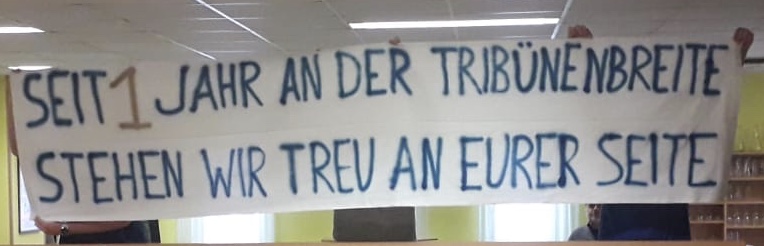 SEIT 1 JAHR AN DER TRIBÜNENBREITE
STEHEN WIR TREU AN EURER SEITE